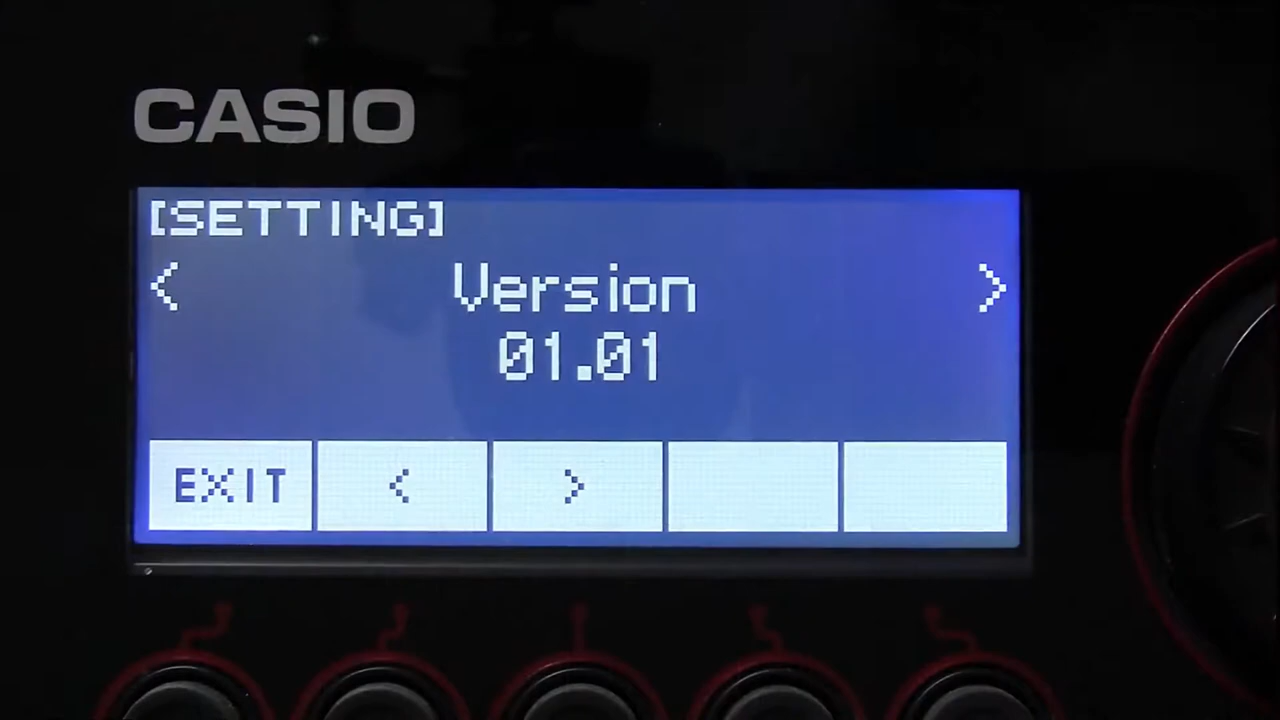 CASIO
[SETTING]
< Version >
01.01
EXIT < >